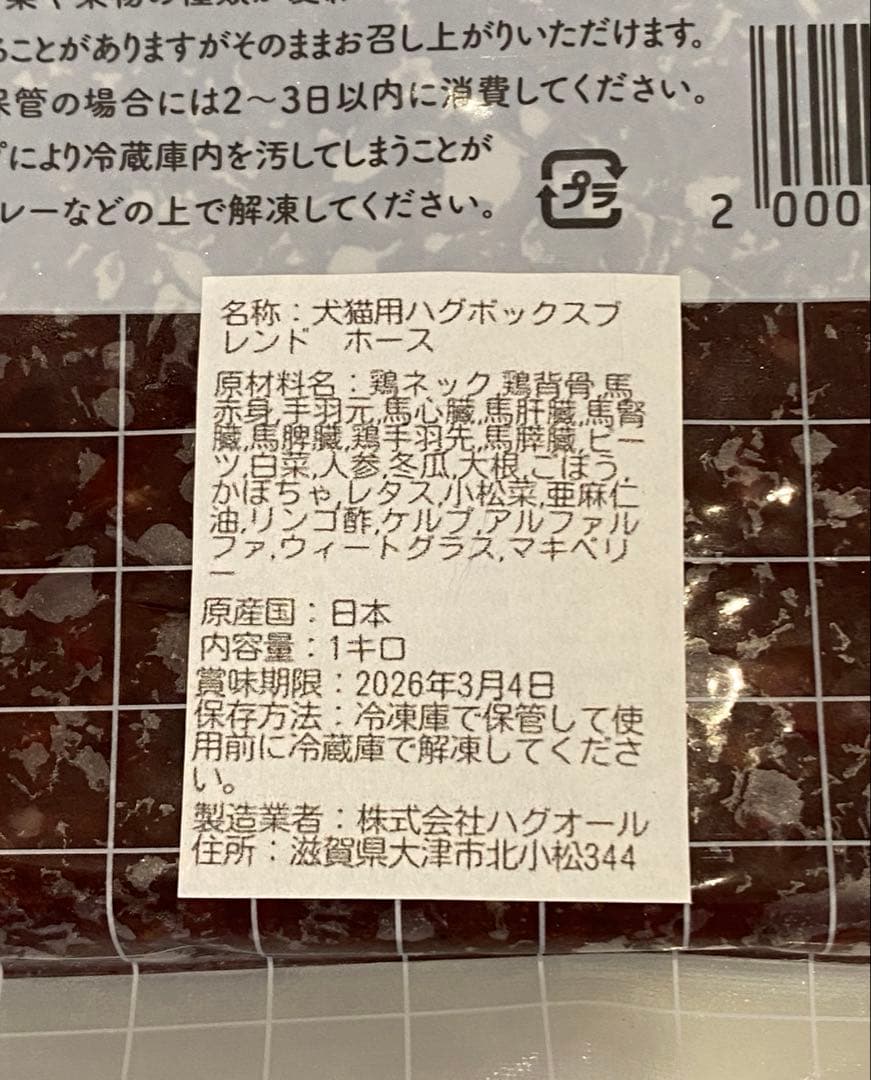 ることがありますがそのままお召し上がりいただけます。
保管の場合には2〜3日以内に消費してください。
により冷蔵庫内を汚してしまうことが
レーなどの上で解凍してください。
プラ
2 000
名称：犬猫用ハグボックスブ
レンド　ホース
原材料名：鶏ネック,鶏背骨,馬
赤身,手羽元,馬心臓,馬肝臓,馬腎
臓,馬脾臓,鶏手羽先,馬膵臓,ビー
ツ,白菜,人参,冬瓜,大根,ごぼう,
かぼちゃ,レタス,小松菜,亜麻仁
油,リンゴ酢,ケルプ,アルファル
ファ,ウィートグラス,マキベリ
ー
原産国：日本
内容量：1キロ
賞味期限：2026年3月4日
保存方法：冷凍庫で保管して使
用前に冷蔵庫で解凍してくださ
い。
製造業者：株式会社ハグオール
住所：滋賀県大津市北小松344